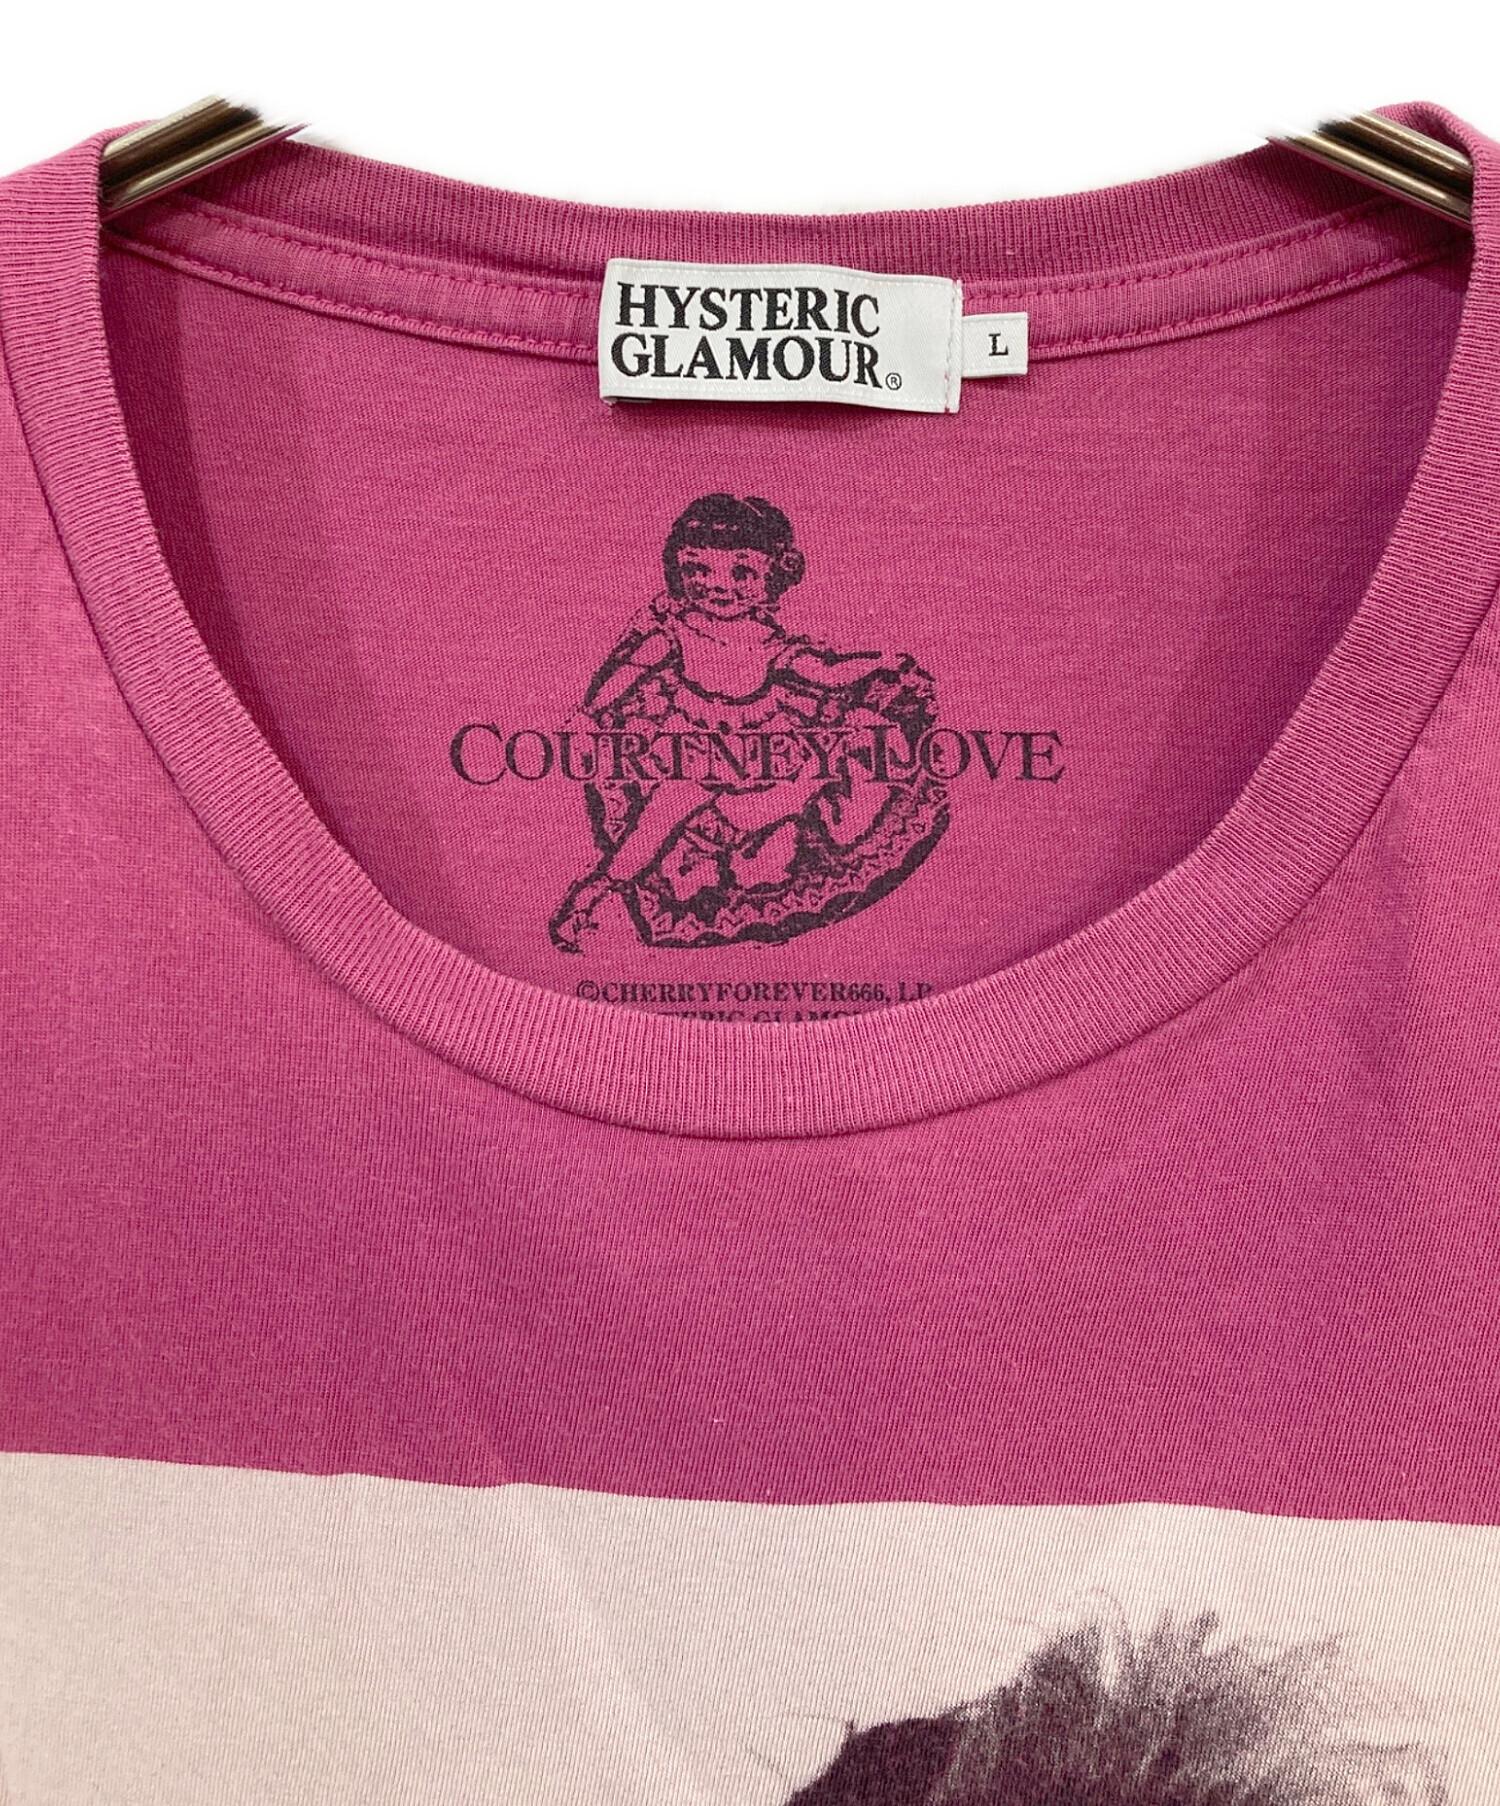 HYSTERIC
GLAMOUR®
L
COURTNEY LOVE
©CHERRYFOREVER666, LP